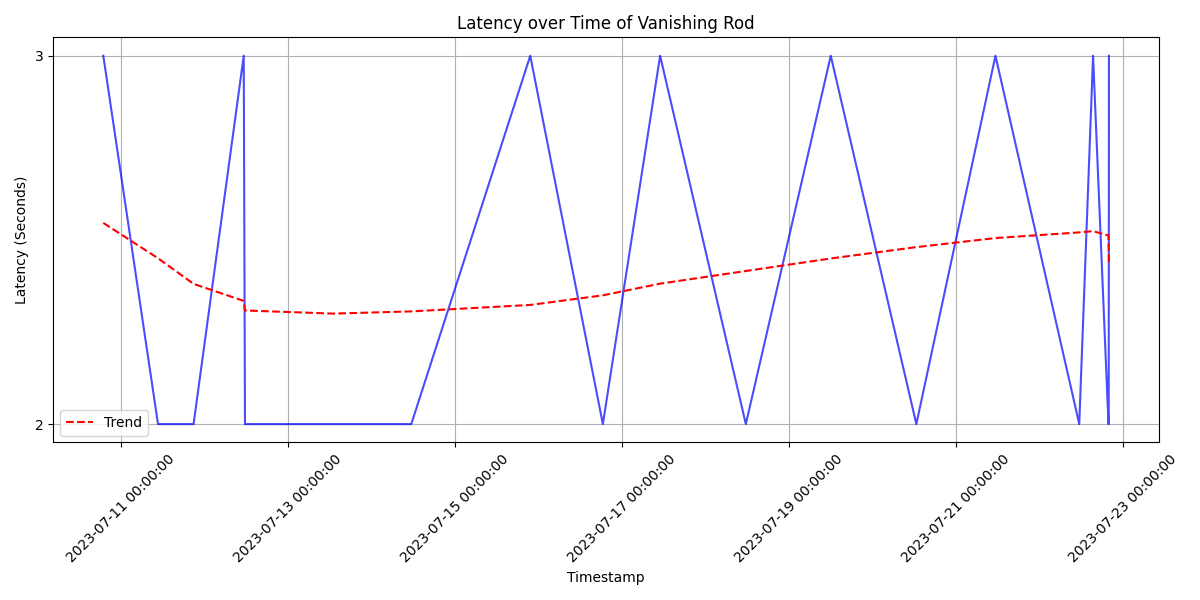 Latency over Time of Vanishing Rod
Latency (Seconds)
3
2
Trend
2023-07-11 00:00:00
2023-07-13 00:00:00
2023-07-15 00:00:00
2023-07-17 00:00:00
2023-07-19 00:00:00
2023-07-21 00:00:00
2023-07-23 00:00:00
Timestamp